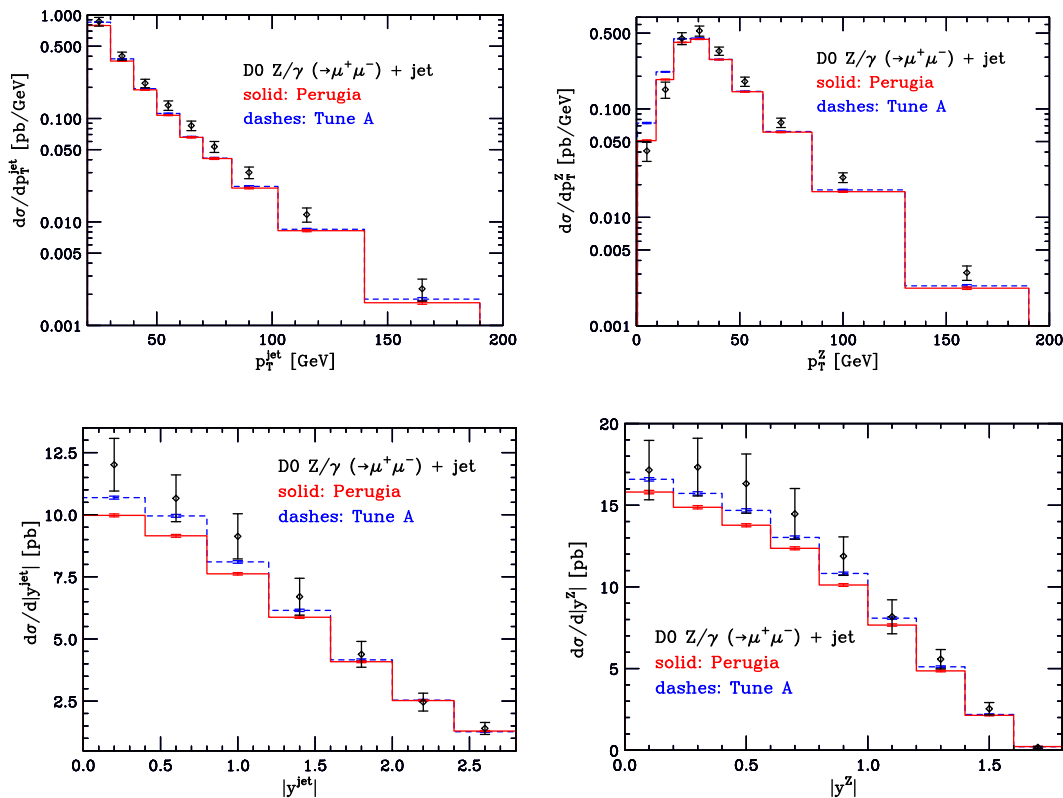 1.000
0.500
0.100
0.050
0.010
0.005
0.001
dσ/dp_T^jet [pb/GeV]
D0 Z/γ (→μ⁺μ⁻) + jet
solid: Perugia
dashes: Tune A
50 100 150 200
p_T^jet [GeV]
0.500
0.100
0.050
0.010
0.005
0.001
dσ/dp_T^Z [pb/GeV]
D0 Z/γ (→μ⁺μ⁻) + jet
solid: Perugia
dashes: Tune A
0 50 100 150 200
p_T^Z [GeV]
12.5
10.0
7.5
5.0
2.5
dσ/d|y^jet| [pb]
D0 Z/γ (→μ⁺μ⁻) + jet
solid: Perugia
dashes: Tune A
0.0 0.5 1.0 1.5 2.0 2.5
|y^jet|
20
15
10
5
0
dσ/d|y^Z| [pb]
D0 Z/γ (→μ⁺μ⁻) + jet
solid: Perugia
dashes: Tune A
0.0 0.5 1.0 1.5
|y^Z|